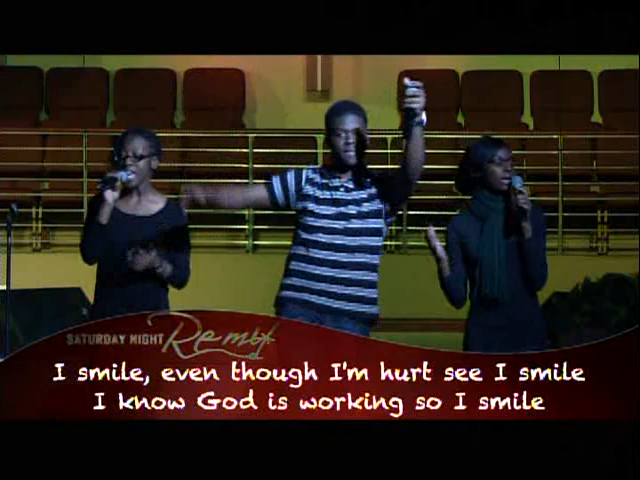 SATURDAY NIGHT Remix
I smile, even though I'm hurt see I smile
I know God is working so I smile